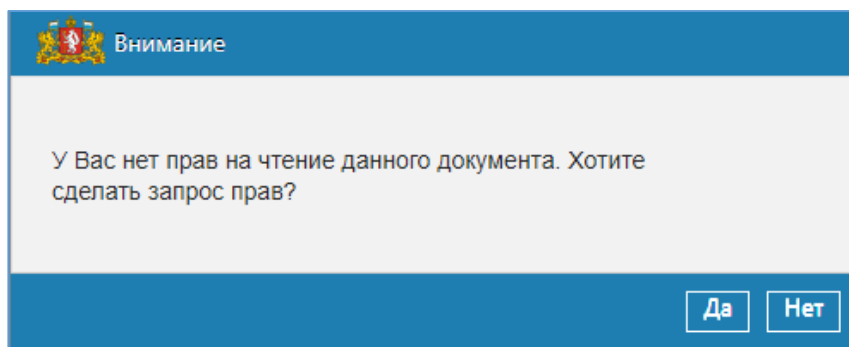 Внимание
У Вас нет прав на чтение данного документа. Хотите
сделать запрос прав?
Да Нет